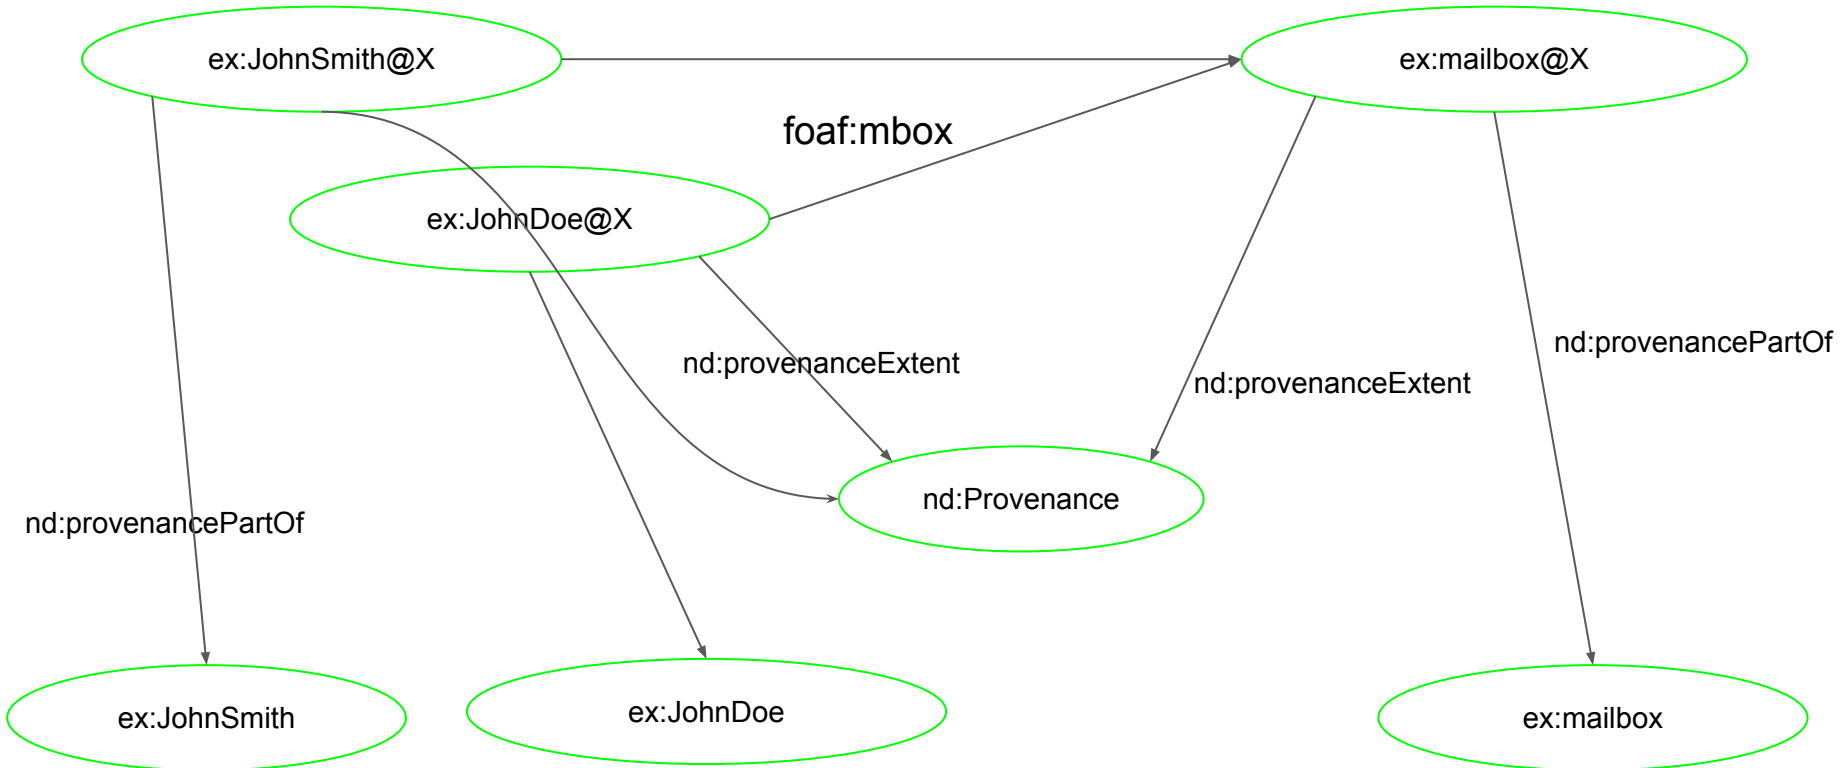 ex:JohnSmith@X
ex:mailbox@X
foaf:mbox
ex:JohnDoe@X
nd:provenancePartOf
nd:provenanceExtent
nd:provenanceExtent
nd:Provenance
nd:provenancePartOf
ex:JohnSmith
ex:JohnDoe
ex:mailbox